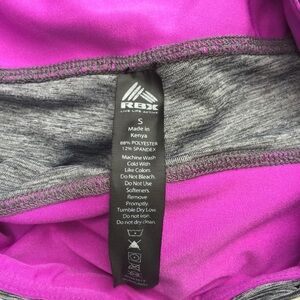 RBX
LIVE LIFE ACTIVE
S
Made in
Kenya
88% POLYESTER
12% SPANDEX
Machine Wash
Cold With
Like Colors
Do Not Bleach.
Do Not Use
Softeners.
Remove
Promptly
Tumble Dry Low.
Do not iron.
Do not dry clean.